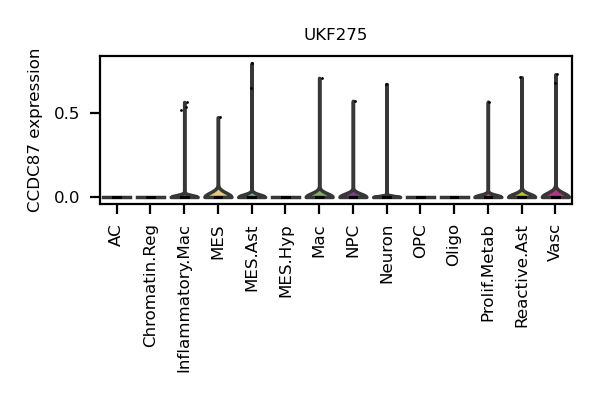 UKF275
CCDC87 expression
0.5
0.0
AC
Chromatin.Reg
Inflammatory.Mac
MES
MES.Ast
MES.Hyp
Mac
NPC
Neuron
OPC
Oligo
Prolif.Metab
Reactive.Ast
Vasc